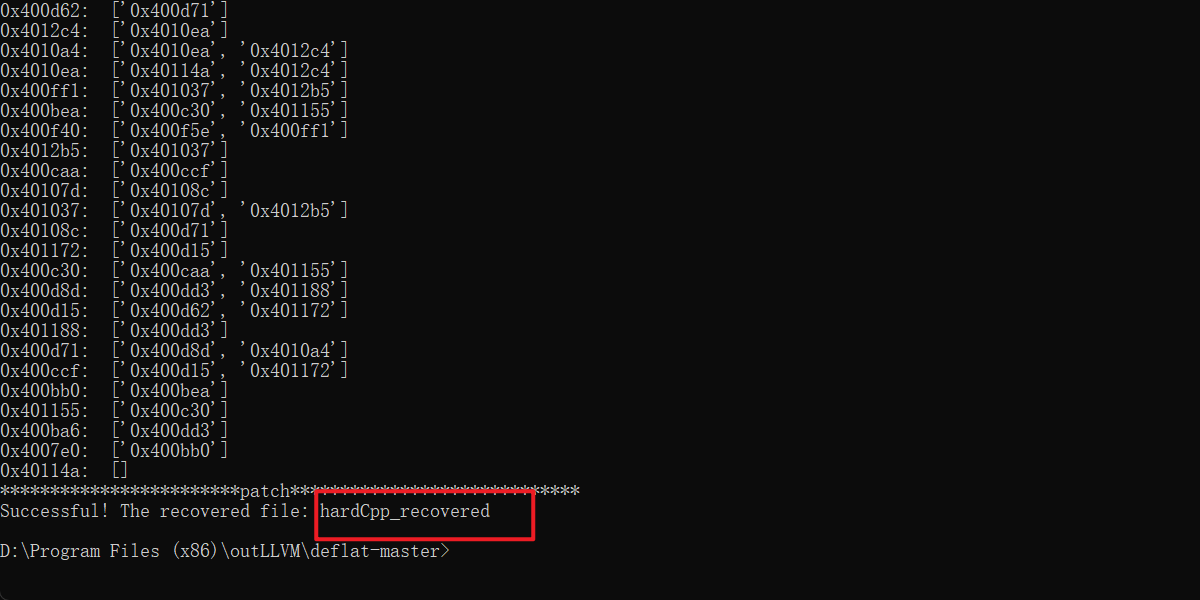 0x400d62:  ['0x400d71']
0x4012c4:  ['0x4010ea']
0x4010a4:  ['0x4010ea', '0x4012c4']
0x4010ea:  ['0x40114a', '0x4012c4']
0x400ff1:  ['0x401037', '0x4012b5']
0x400bea:  ['0x400c30', '0x401155']
0x400f40:  ['0x400f5e', '0x400ff1']
0x4012b5:  ['0x401037']
0x400caa:  ['0x400ccf']
0x40107d:  ['0x40108c']
0x401037:  ['0x40107d', '0x4012b5']
0x40108c:  ['0x400d71']
0x401172:  ['0x400d15']
0x400c30:  ['0x400caa', '0x401155']
0x400d8d:  ['0x400dd3', '0x401188']
0x400d15:  ['0x400d62', '0x401172']
0x401188:  ['0x400dd3']
0x400d71:  ['0x400d8d', '0x4010a4']
0x400ccf:  ['0x400d15', '0x401172']
0x400bb0:  ['0x400bea']
0x401155:  ['0x400c30']
0x400ba6:  ['0x400dd3']
0x4007e0:  ['0x400bb0']
0x40114a:  []
************************patch*****************************
Successful! The recovered file: hardCpp_recovered
D:\Program Files (x86)\outLLVM\deflat-master>